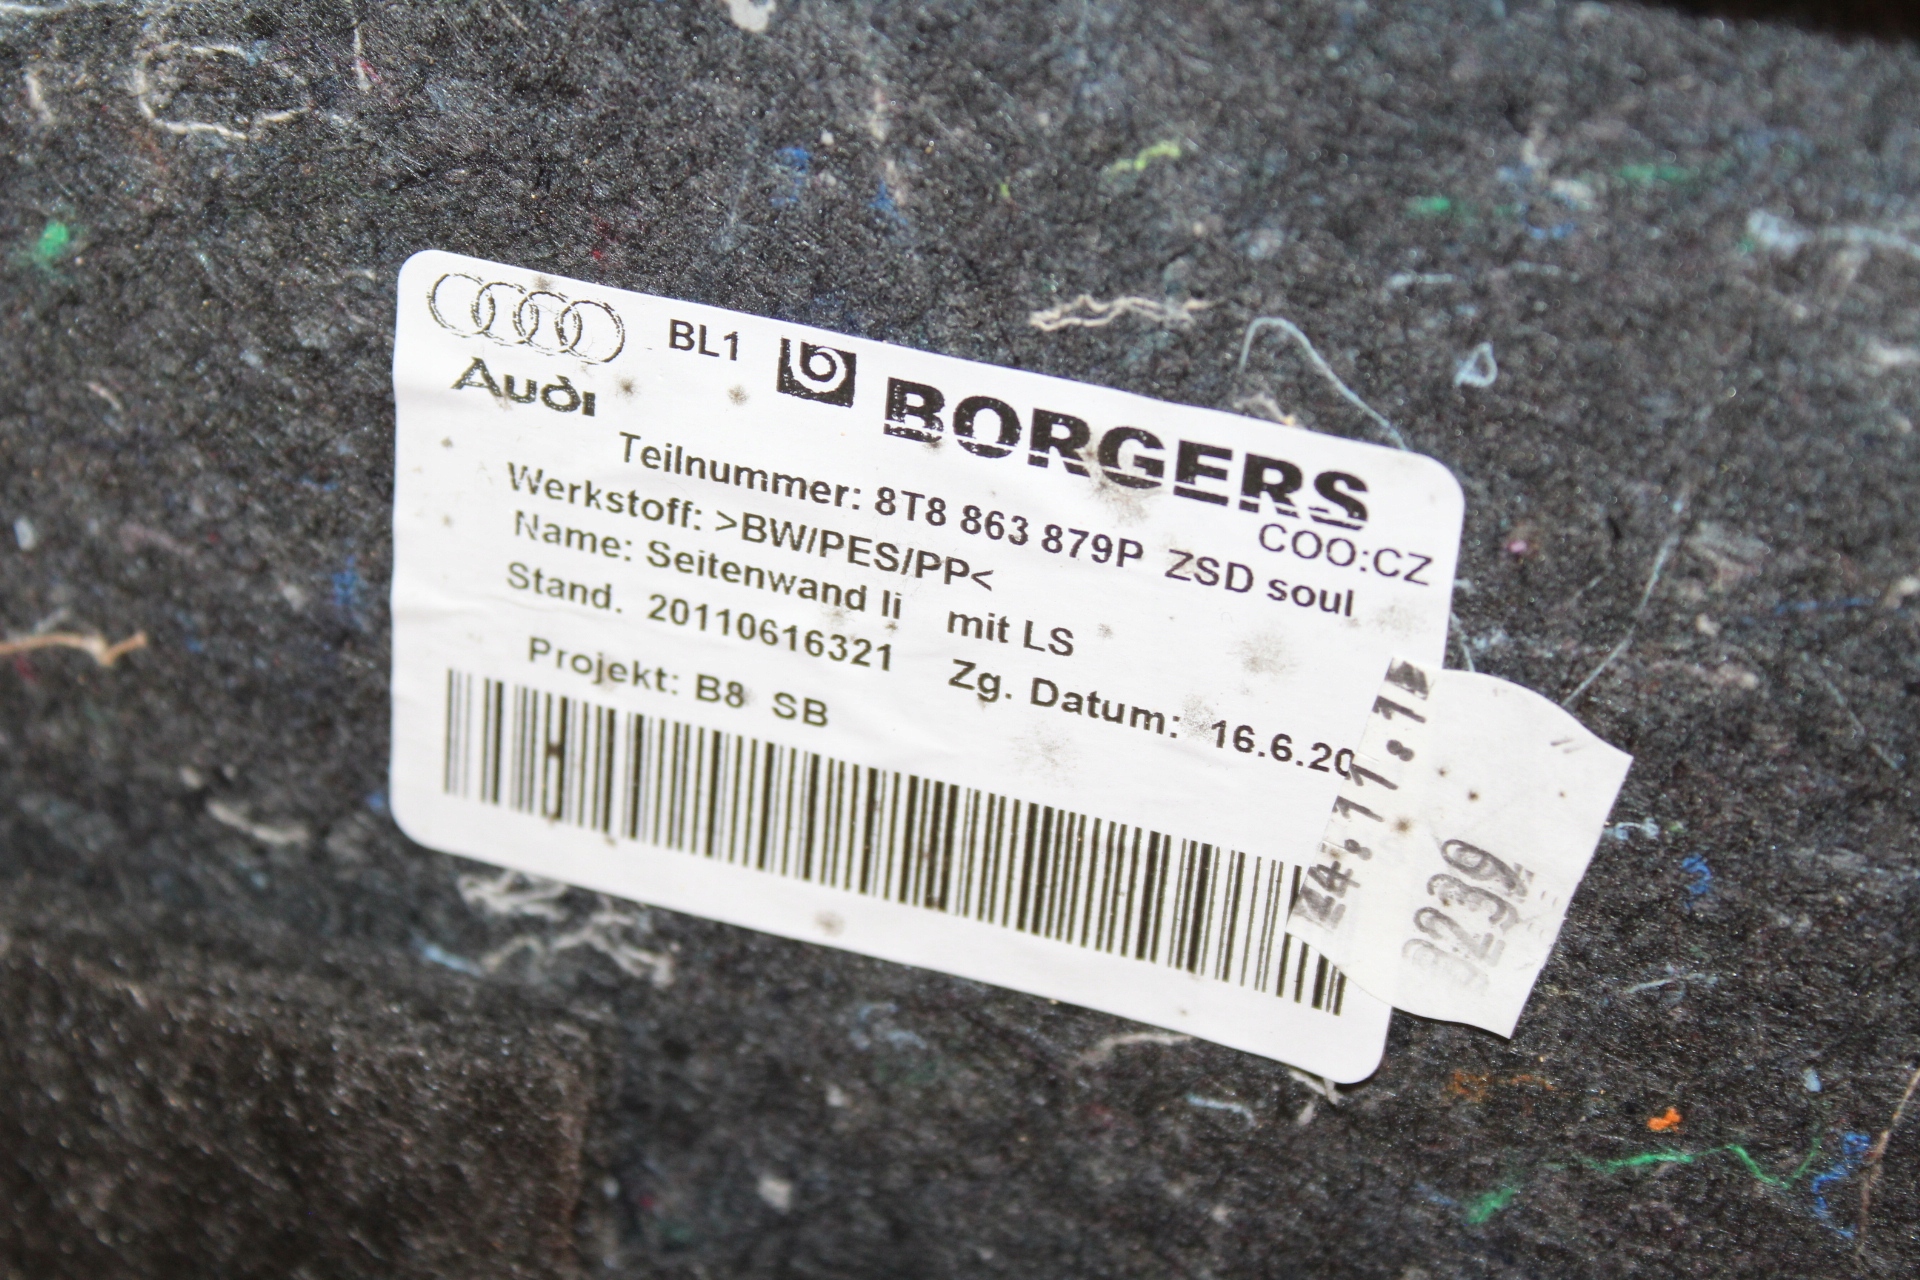 BL1 BORGERS
Audi
COO:CZ
Teilnummer: 8T8 863 879P ZSD soul
Werkstoff: >BW/PES/PP<
Name: Seitenwand li mit LS
Stand. 20110616321 Zg. Datum: 16.6.20
Projekt: B8 SB
3239